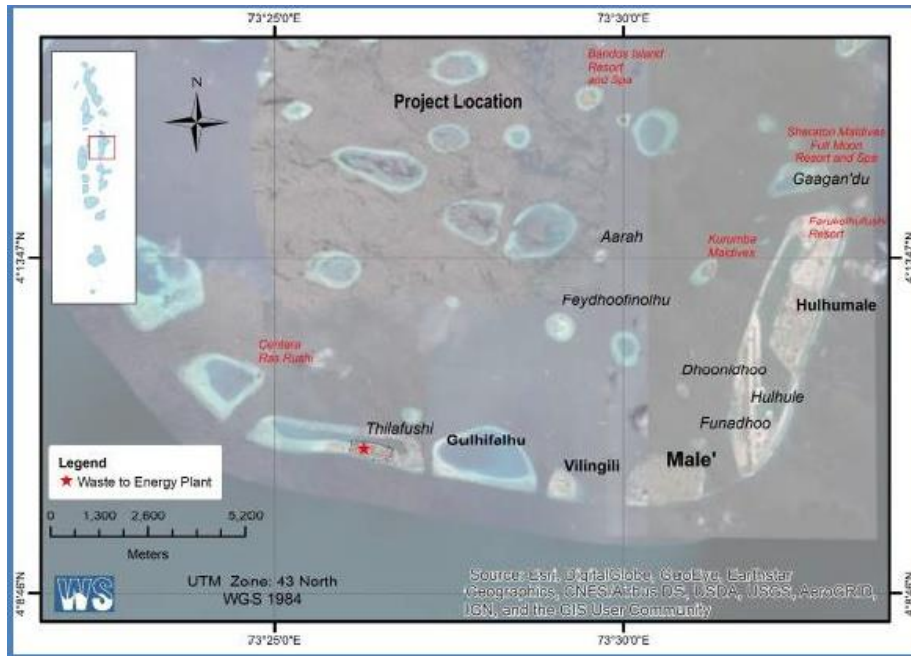 73°25'0"E
73°30'0"E
N
Project Location
Bandos Island
Resort
and Spa
Sheraton Maldives
Full Moon
Resort and Spa
Gaagan'du
4°13'47"N
4°13'47"N
Aarah
Kurumba
Maldives
Farukolhufushi
Resort
Feydhoofinolhu
Hulhumale
Centara
Ras Fushi
Dhoonidhoo
Hulhule
Thilafushi
Gulhifalhu
Funadhoo
Vilingili
Male'
Legend
Waste to Energy Plant
0 1,300 2,600 5,200
Meters
WS
UTM Zone: 43 North
WGS 1984
Source: Esri, DigitalGlobe, GeoEye, Earthstar
Geographics, CNES/Airbus DS, USDA, USGS, AeroGRID,
IGN, and the GIS User Community
4°8'46"N
4°8'46"N
73°25'0"E
73°30'0"E